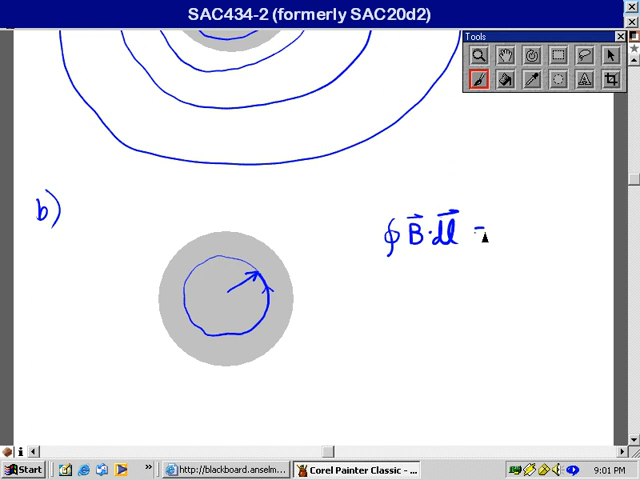 SAC434-2 (formerly SAC20d2)
Tools
b)
∮ B⃗ · dl⃗ =
Start
»
http://blackboard.anselm...
Corel Painter Classic - ...
9:01 PM